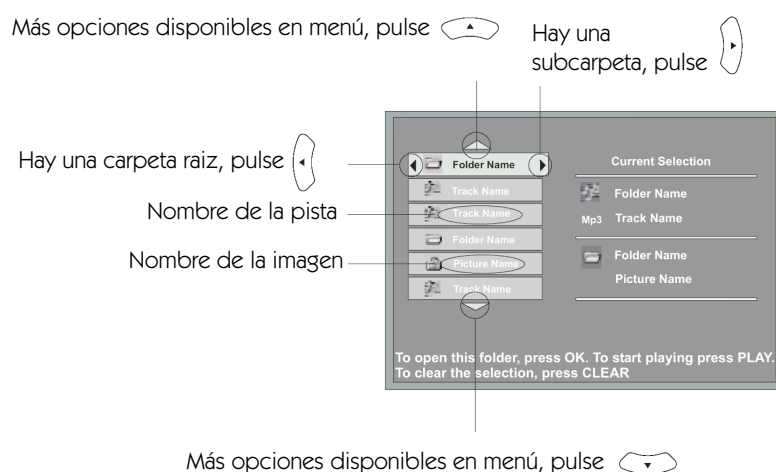 Más opciones disponibles en menú, pulse
Hay una
subcarpeta, pulse
Hay una carpeta raiz, pulse
Nombre de la pista
Nombre de la imagen
Folder Name
Track Name
Track Name
Folder Name
Picture Name
Track Name
Current Selection
Folder Name
Mp3 Track Name
Folder Name
Picture Name
To open this folder, press OK. To start playing press PLAY.
To clear the selection, press CLEAR
Más opciones disponibles en menú, pulse